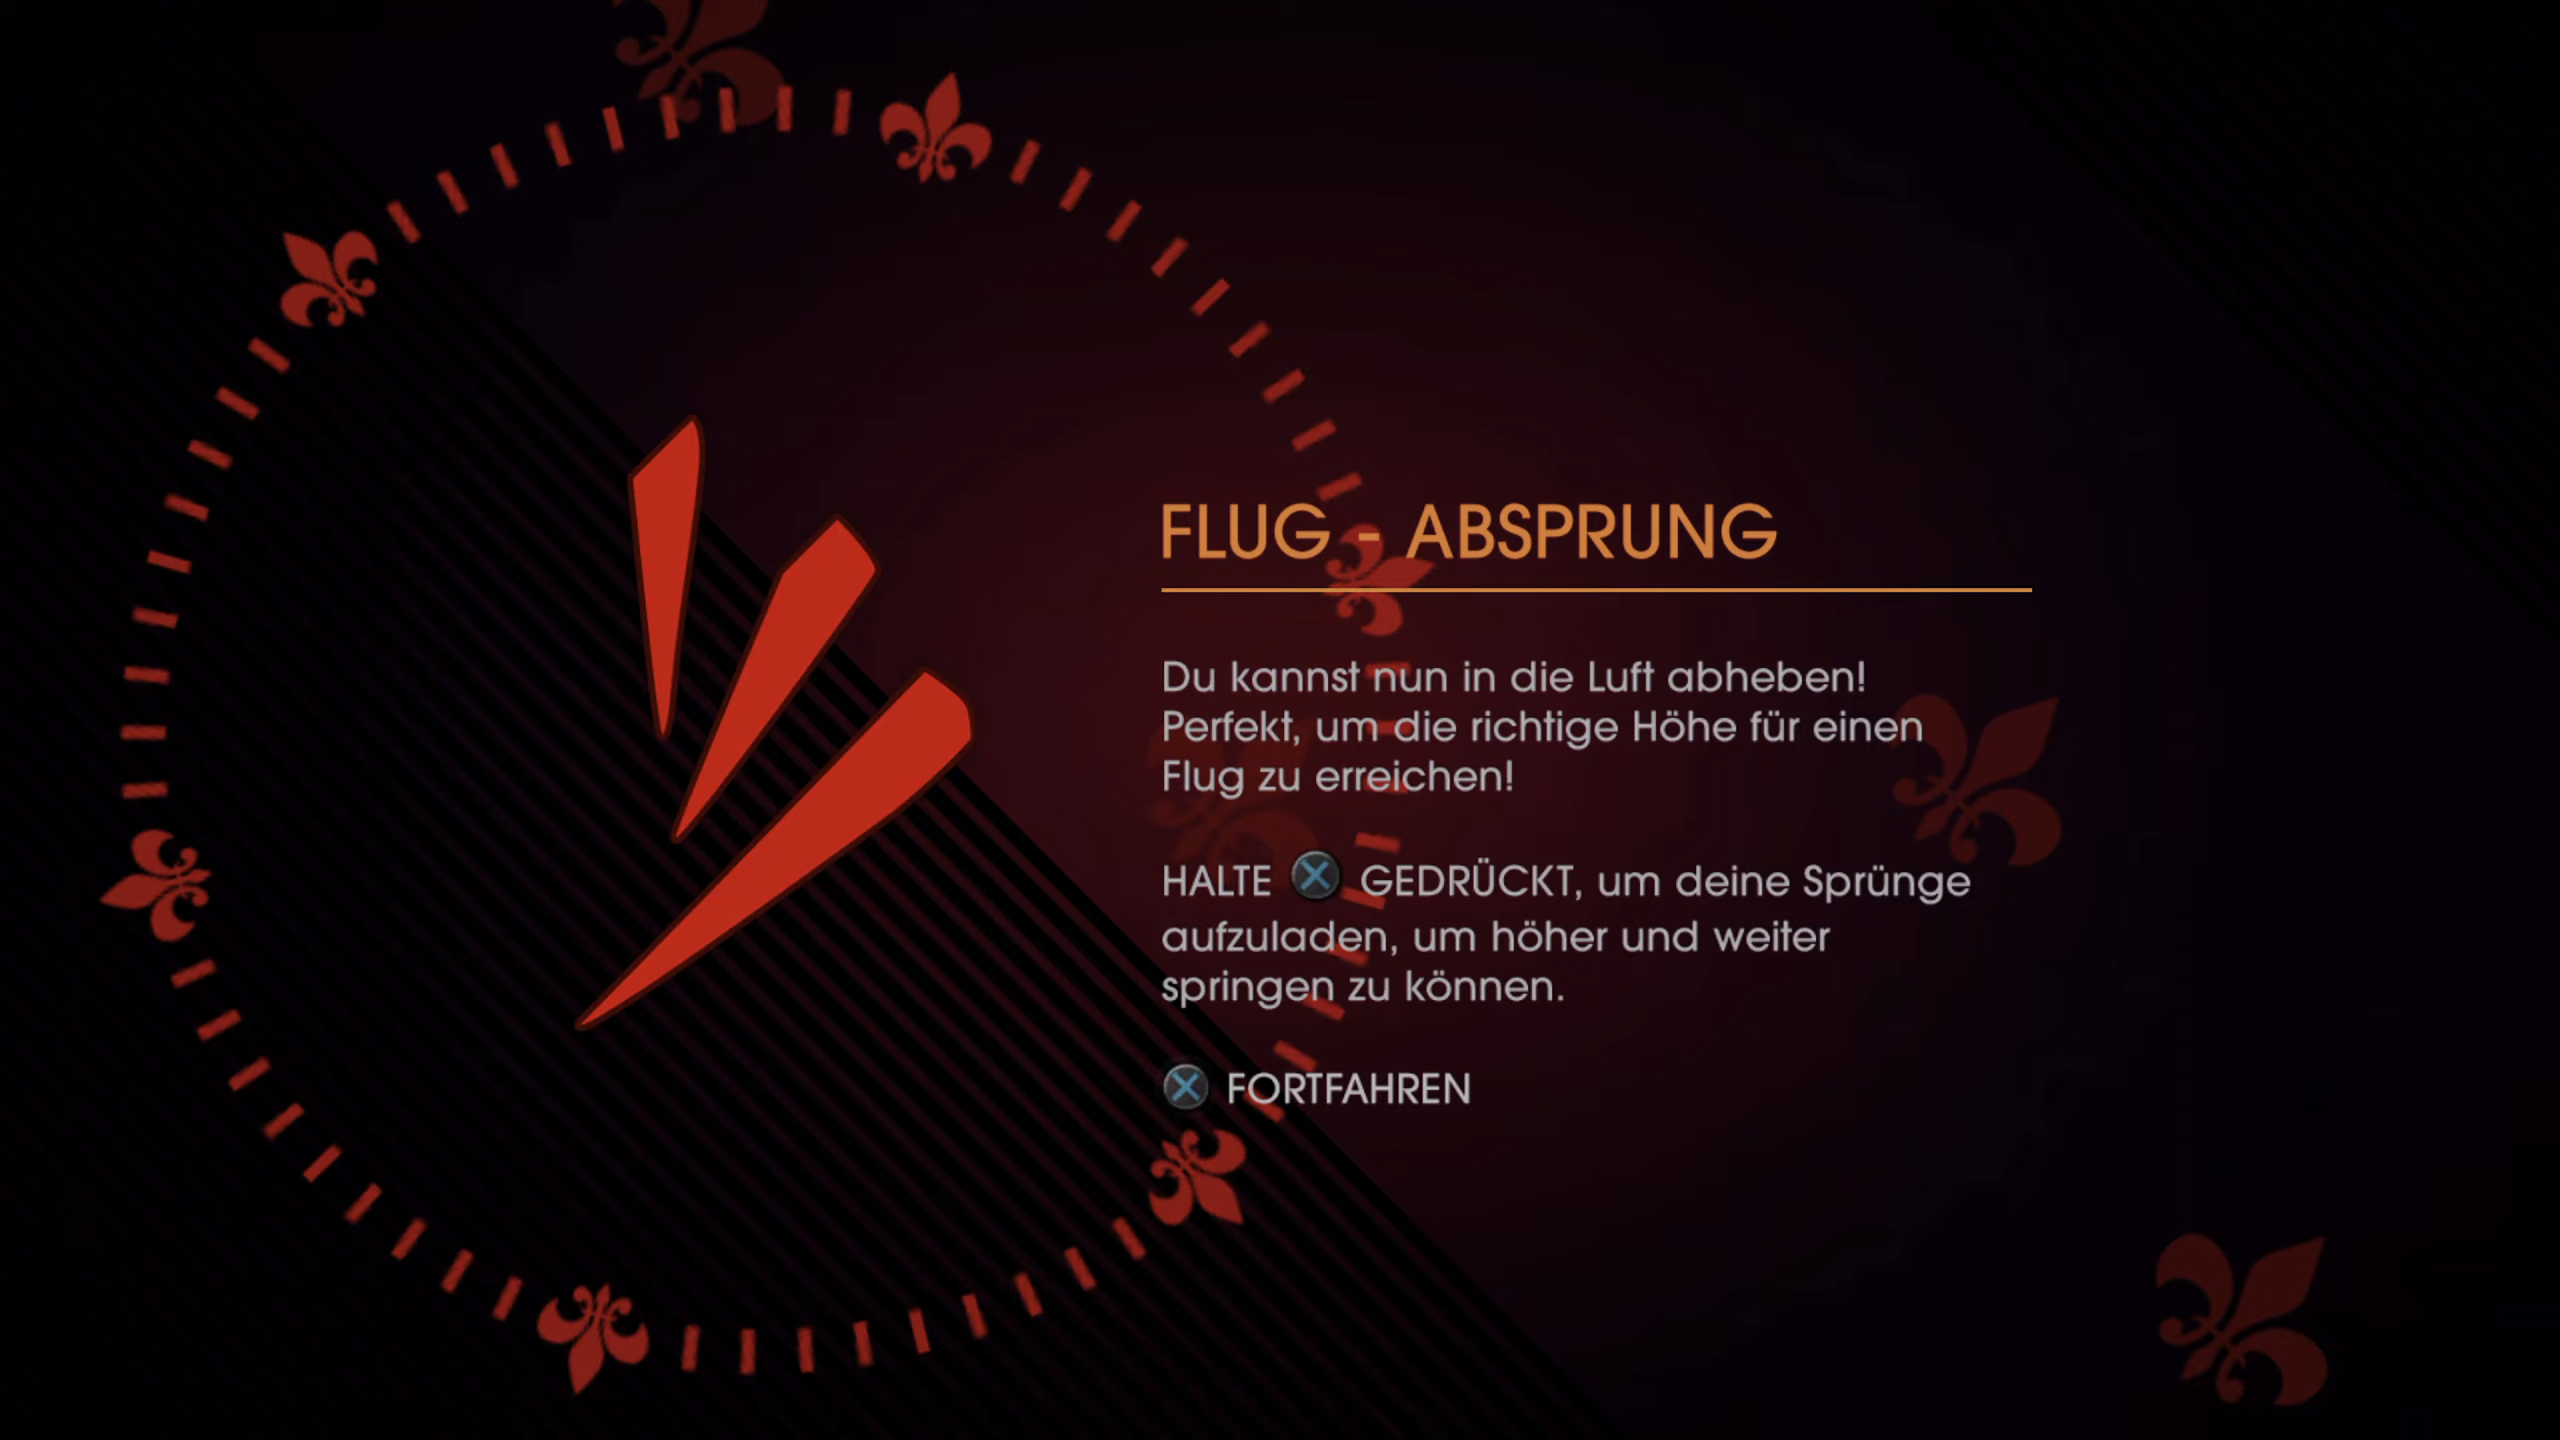 FLUG - ABSPRUNG
Du kannst nun in die Luft abheben!
Perfekt, um die richtige Höhe für einen
Flug zu erreichen!
HALTE GEDRÜCKT, um deine Sprünge
aufzuladen, um höher und weiter
springen zu können.
FORTFAHREN